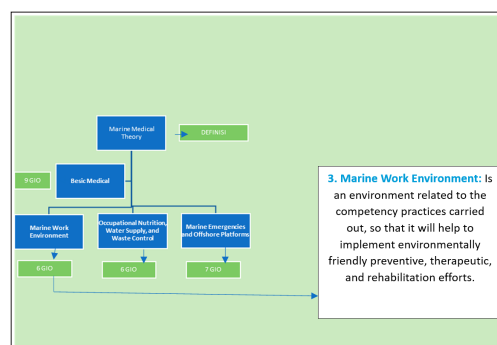 Marine Medical
Theory
DEFINISI
9 GIO
Besic Medical
Marine Work
Environment
Occupational Nutrition,
Water Supply, and
Waste Control
Marine Emergencies
and Offshore Platforms
6 GIO
6 GIO
7 GIO
3. Marine Work Environment: Is
an environment related to the
competency practices carried
out, so that it will help to
implement environmentally
friendly preventive, therapeutic,
and rehabilitation efforts.